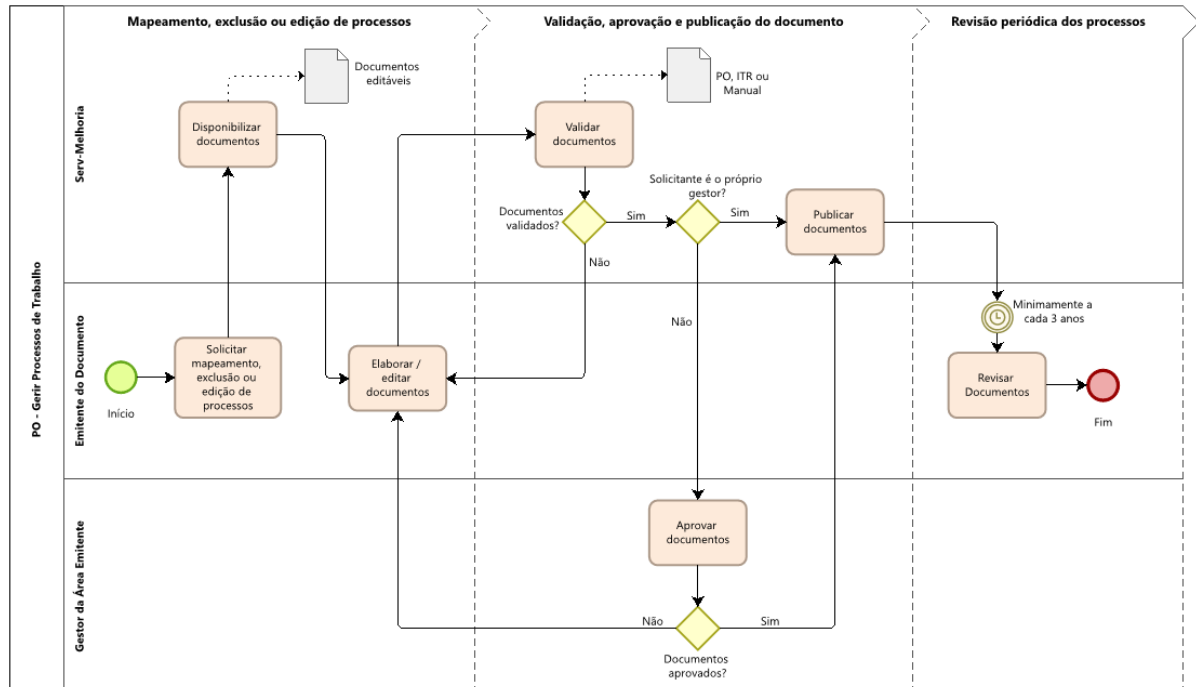 Mapeamento, exclusão ou edição de processos
Validação, aprovação e publicação do documento
Revisão periódica dos processos
PO - Gerir Processos de Trabalho
Serv-Melhoria
Documentos
editáveis
Disponibilizar
documentos
PO, ITR ou
Manual
Validar
documentos
Documentos
validados?
Sim
Não
Solicitante é o próprio
gestor?
Sim
Não
Publicar
documentos
Emitente do Documento
Início
Solicitar
mapeamento,
exclusão ou
edição de
processos
Elaborar /
editar
documentos
Minimamente a
cada 3 anos
Revisar
Documentos
Fim
Gestor da Área Emitente
Aprovar
documentos
Não
Sim
Documentos
aprovados?